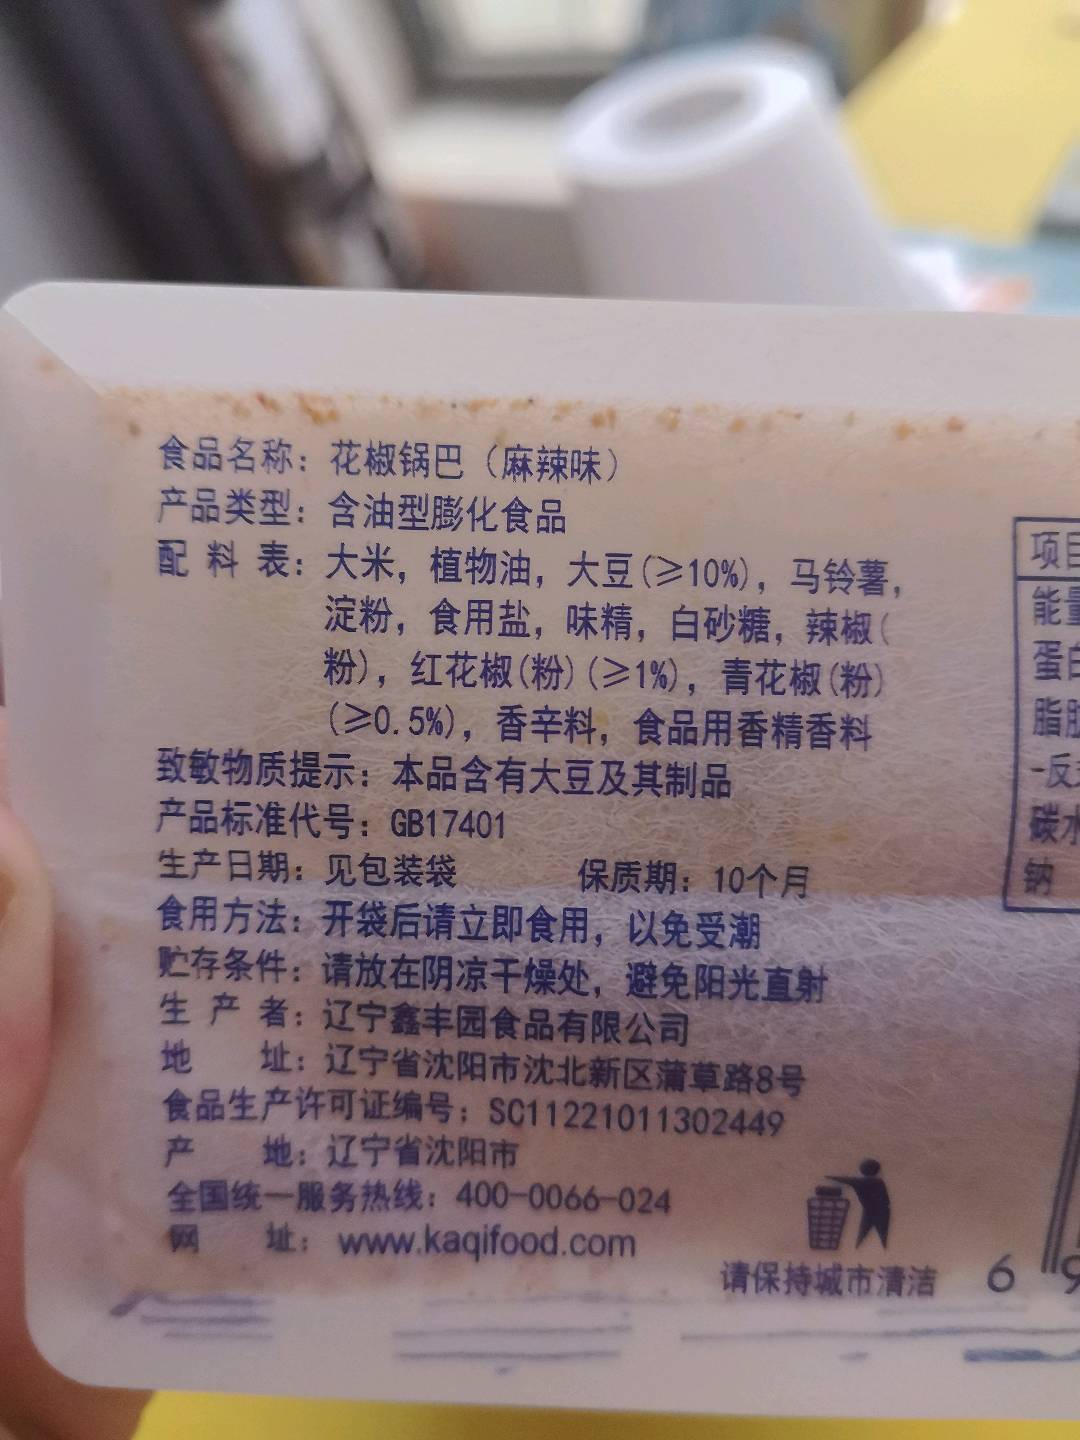 食品名称：花椒锅巴（麻辣味）
产品类型：含油型膨化食品
配 料 表：大米，植物油，大豆(≥10%)，马铃薯，
淀粉，食用盐，味精，白砂糖，辣椒(
粉)，红花椒(粉)(≥1%)，青花椒(粉)
(≥0.5%)，香辛料，食品用香精香料
致敏物质提示：本品含有大豆及其制品
产品标准代号：GB17401
生产日期：见包装袋 保质期：10个月
食用方法：开袋后请立即食用，以免受潮
贮存条件：请放在阴凉干燥处，避免阳光直射
生 产 者：辽宁鑫丰园食品有限公司
地 址：辽宁省沈阳市沈北新区蒲草路8号
食品生产许可证编号：SC11221011302449
产 地：辽宁省沈阳市
全国统一服务热线：400-0066-024
网 址：www.kaqifood.com
请保持城市清洁
项目
能量
蛋白
脂肪
-反式
碳水
钠
6 9